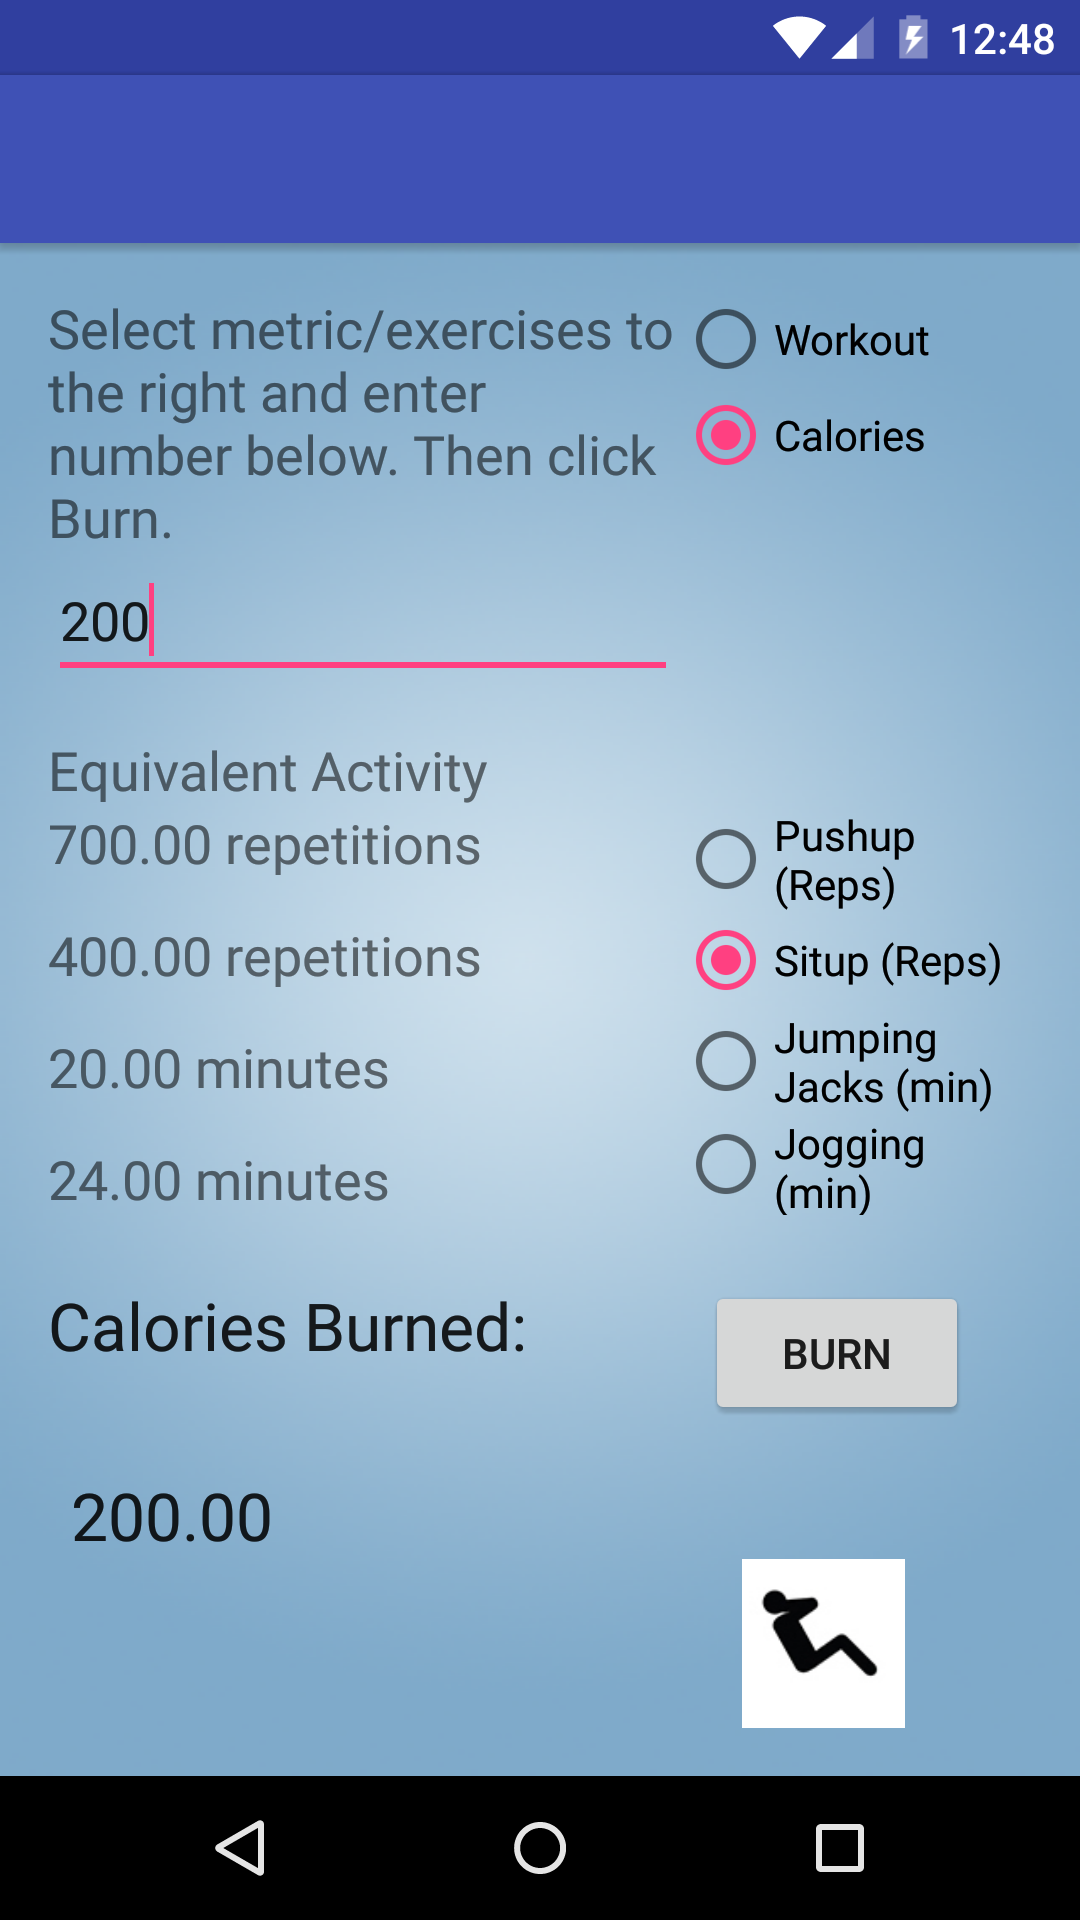 12:48
Select metric/exercises to
the right and enter
number below. Then click
Burn.
Workout
Calories
200
Equivalent Activity
700.00 repetitions
Pushup
(Reps)
400.00 repetitions
Situp (Reps)
20.00 minutes
Jumping
Jacks (min)
24.00 minutes
Jogging
(min)
Calories Burned:
BURN
200.00